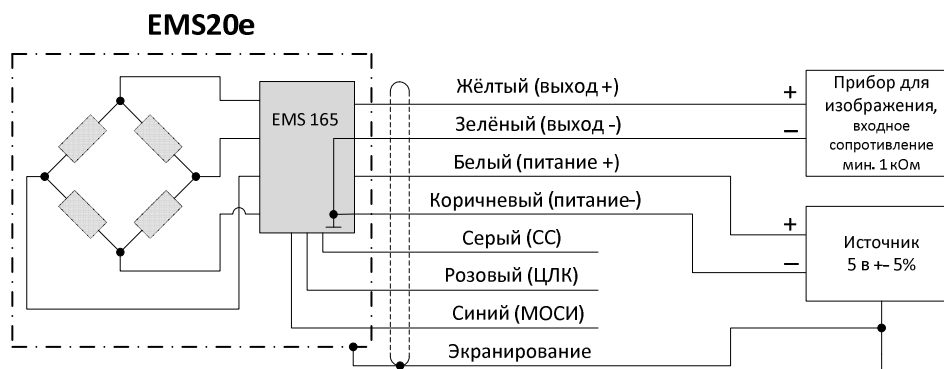 EMS20e
EMS 165
Жёлтый (выход +)
Зелёный (выход -)
Белый (питание +)
Коричневый (питание-)
Серый (СС)
Розовый (ЦЛК)
Синий (МОСИ)
Экранирование
+
–
Прибор для
изображения,
входное
сопротивление
мин. 1 кОм
+
–
Источник
5 в +- 5%